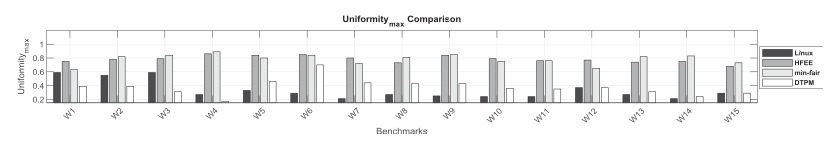 Uniformity_max Comparison
Uniformity_max
1
0.8
0.6
0.4
0.2
W1 W2 W3 W4 W5 W6 W7 W8 W9 W10 W11 W12 W13 W14 W15
Benchmarks
Linux
HFEE
min-fair
DTPM